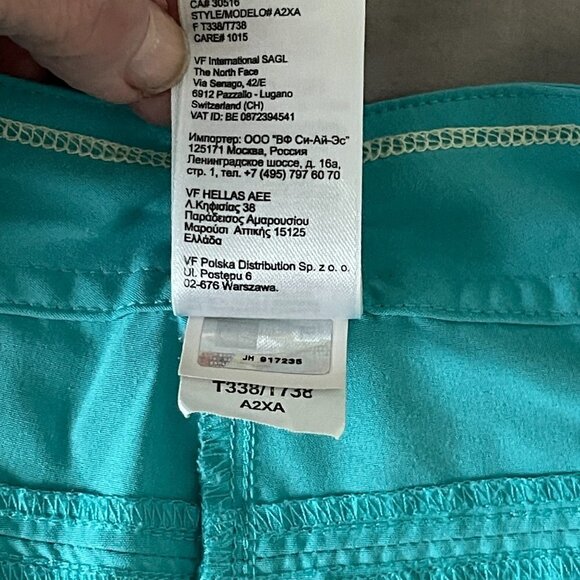 CA# 30516
STYLE/MODELO# A2XA
F T338/T738
CARE# 1015
VF International SAGL
The North Face
Via Senago, 42/E
6912 Pazzallo - Lugano
Switzerland (CH)
VAT ID: BE 0872394541
Импортер: ООО "ВФ Си-Ай-Эс"
125171 Москва, Россия
Ленинградское шоссе, д. 16а,
стр. 1, тел. +7 (495) 797 60 70
VF HELLAS AEE
Λ.Κηφισίας 38
Παράδεισος Αμαρουσίου
Μαρούσι Αττικής 15125
Ελλάδα
VF Polska Distribution Sp. z o. o.
Ul. Postępu 6
02-676 Warszawa.
JH 917235
T338/T738
A2XA